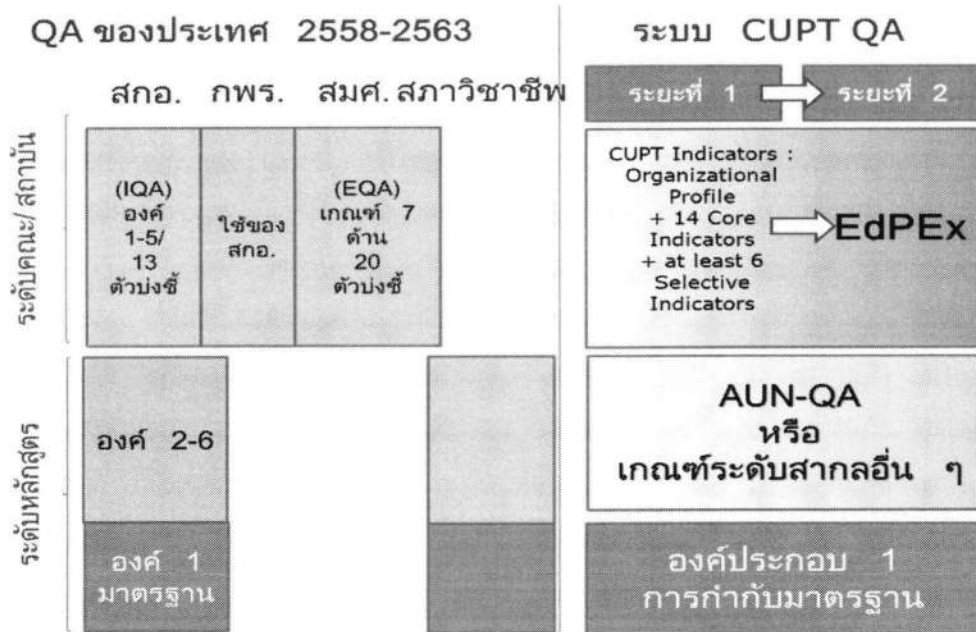 QA ของประเทศ 2558-2563
สกอ. กพร. สมศ. สภาวิชาชีพ
ระดับคณะ/ สถาบัน
(IQA)
องค์
1-5/
13
ตัวบ่งชี้
ใช้ของ
สกอ.
(EQA)
เกณฑ์ 7
ด้าน
20
ตัวบ่งชี้
ระดับหลักสูตร
องค์ 2-6
องค์ 1
มาตรฐาน
ระบบ CUPT QA
ระยะที่ 1
ระยะที่ 2
CUPT Indicators :
Organizational
Profile
+ 14 Core
Indicators
+ at least 6
Selective
Indicators
EdPEx
AUN-QA
หรือ
เกณฑ์ระดับสากลอื่น ๆ
องค์ประกอบ 1
การกำกับมาตรฐาน